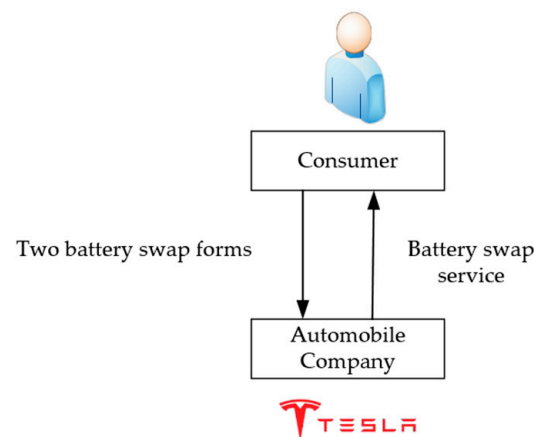 Consumer
Two battery swap forms
Battery swap
service
Automobile
Company
TESLA